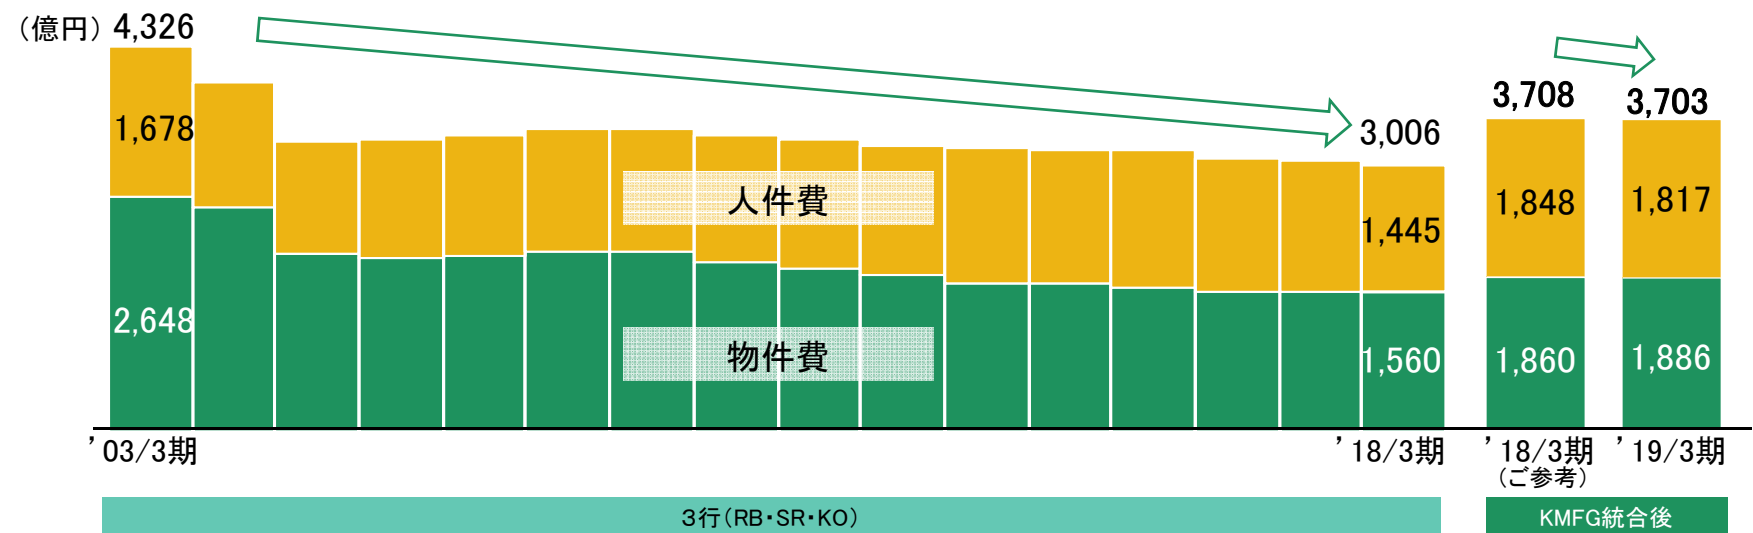 （億円）
4,326
1,678
2,648
人件費
物件費
3,006
1,445
1,560
3,708
1,848
1,860
3,703
1,817
1,886
’03/3期
’18/3期
’18/3期
（ご参考）
’19/3期
３行（RB・SR・KO）
KMFG統合後